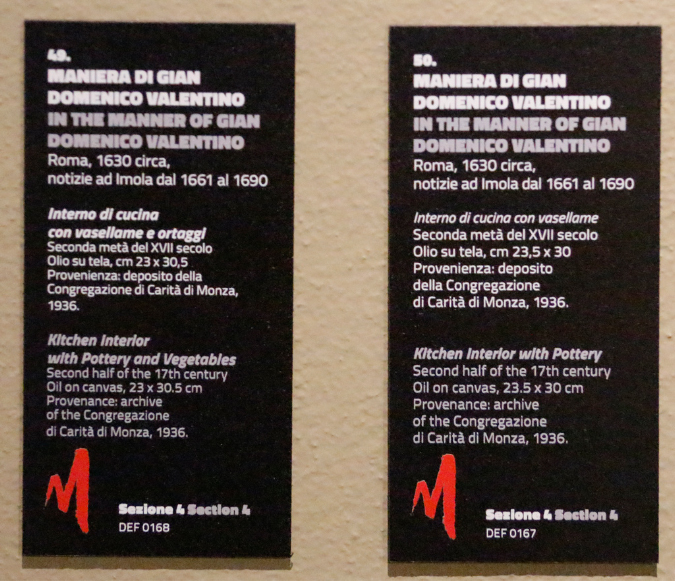 49.
MANIERA DI GIAN
DOMENICO VALENTINO
IN THE MANNER OF GIAN
DOMENICO VALENTINO
Roma, 1630 circa,
notizie ad Imola dal 1661 al 1690
Interno di cucina
con vasellame e ortaggi
Seconda metà del XVII secolo
Olio su tela, cm 23 x 30,5
Provenienza: deposito della
Congregazione di Carità di Monza,
1936.
Kitchen Interior
with Pottery and Vegetables
Second half of the 17th century
Oil on canvas, 23 x 30.5 cm
Provenance: archive
of the Congregazione
di Carità di Monza, 1936.
M
Sezione 4 Section 4
DEF 0168
50.
MANIERA DI GIAN
DOMENICO VALENTINO
IN THE MANNER OF GIAN
DOMENICO VALENTINO
Roma, 1630 circa,
notizie ad Imola dal 1661 al 1690
Interno di cucina con vasellame
Seconda metà del XVII secolo
Olio su tela, cm 23,5 x 30
Provenienza: deposito
della Congregazione
di Carità di Monza, 1936.
Kitchen Interior with Pottery
Second half of the 17th century
Oil on canvas, 23.5 x 30 cm
Provenance: archive
of the Congregazione
di Carità di Monza, 1936.
M
Sezione 4 Section 4
DEF 0167